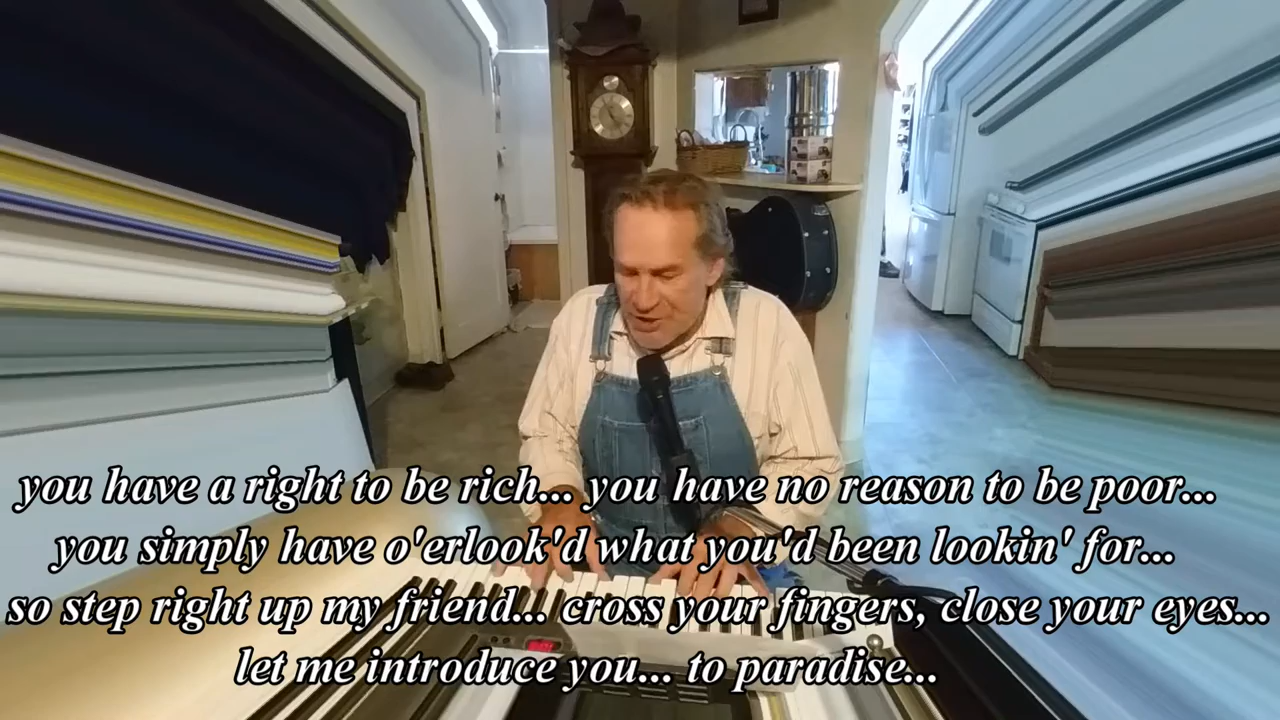 you have a right to be rich... you have no reason to be poor...
you simply have o'erlook'd what you'd been lookin' for...
so step right up my friend... cross your fingers, close your eyes...
let me introduce you... to paradise...